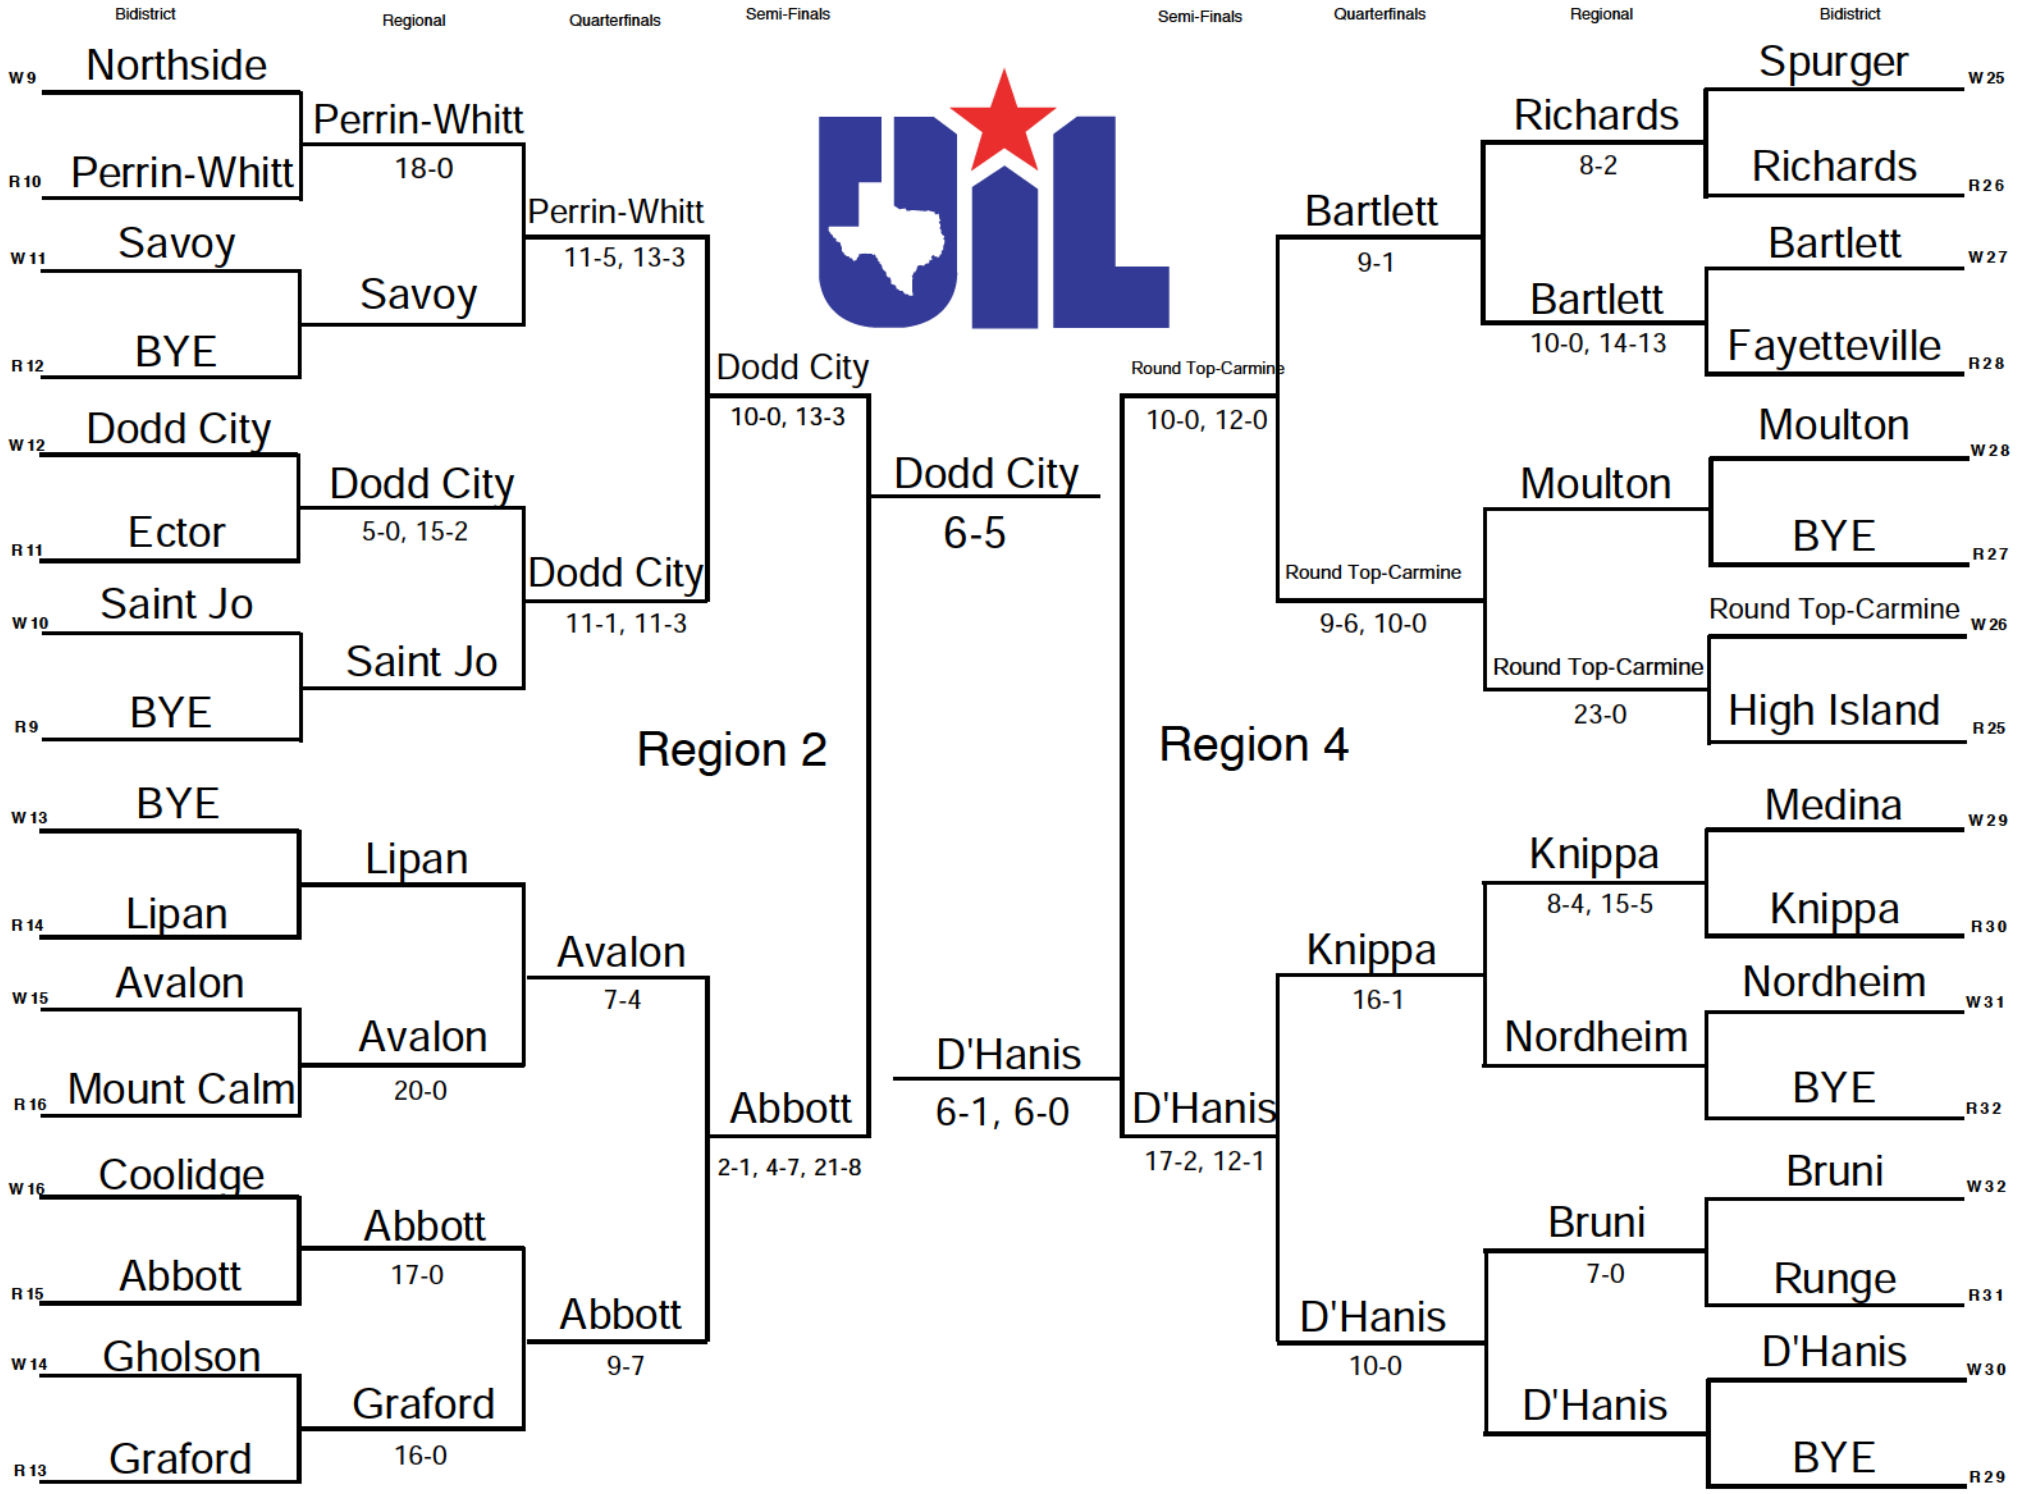 Bidistrict
Regional
Quarterfinals
Semi-Finals
Semi-Finals
Quarterfinals
Regional
Bidistrict
W 9
Northside
R 10
Perrin-Whitt
W 11
Savoy
R 12
BYE
W 12
Dodd City
R 11
Ector
W 10
Saint Jo
R 9
BYE
W 13
BYE
R 14
Lipan
W 15
Avalon
R 16
Mount Calm
W 16
Coolidge
R 15
Abbott
W 14
Gholson
R 13
Graford
Perrin-Whitt
18-0
Savoy
Dodd City
5-0, 15-2
Saint Jo
Lipan
Avalon
20-0
Abbott
17-0
Graford
16-0
Perrin-Whitt
11-5, 13-3
Dodd City
11-1, 11-3
Avalon
7-4
Abbott
9-7
Dodd City
10-0, 13-3
Abbott
2-1, 4-7, 21-8
Region 2
UIL
Dodd City
6-5
D'Hanis
6-1, 6-0
Region 4
Round Top-Carmine
10-0, 12-0
D'Hanis
17-2, 12-1
Bartlett
9-1
Round Top-Carmine
9-6, 10-0
Knippa
16-1
D'Hanis
10-0
Richards
8-2
Bartlett
10-0, 14-13
Moulton
Round Top-Carmine
23-0
Knippa
8-4, 15-5
Nordheim
Bruni
7-0
D'Hanis
Spurger
W 25
Richards
R 26
Bartlett
W 27
Fayetteville
R 28
Moulton
W 28
BYE
R 27
Round Top-Carmine
W 26
High Island
R 25
Medina
W 29
Knippa
R 30
Nordheim
W 31
BYE
R 32
Bruni
W 32
Runge
R 31
D'Hanis
W 30
BYE
R 29